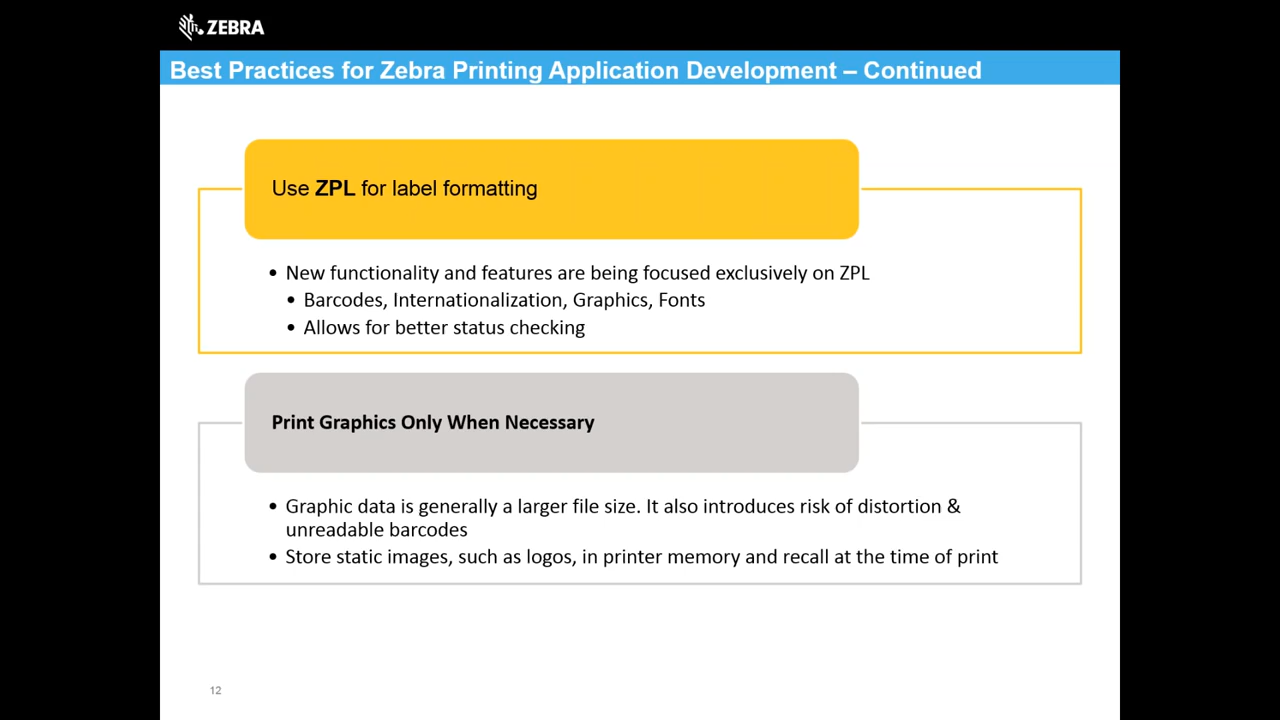 ZEBRA
Best Practices for Zebra Printing Application Development – Continued
Use ZPL for label formatting
• New functionality and features are being focused exclusively on ZPL
• Barcodes, Internationalization, Graphics, Fonts
• Allows for better status checking
Print Graphics Only When Necessary
• Graphic data is generally a larger file size. It also introduces risk of distortion &
unreadable barcodes
• Store static images, such as logos, in printer memory and recall at the time of print
12